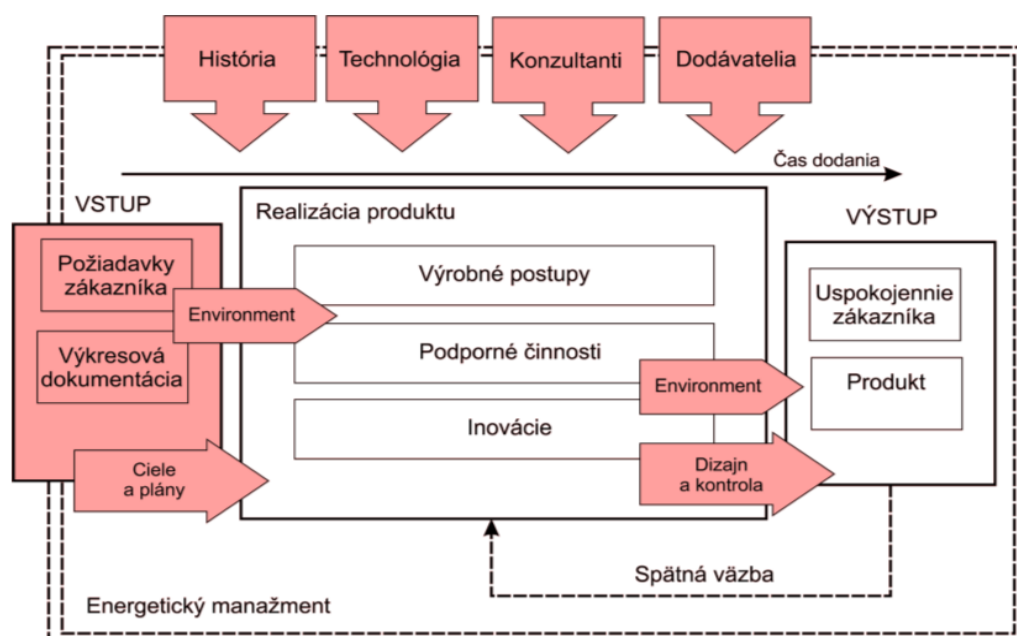 História
Technológia
Konzultanti
Dodávatelia
Čas dodania
VSTUP
Požiadavky
zákazníka
Výkresová
dokumentácia
Environment
Ciele
a plány
Realizácia produktu
Výrobné postupy
Podporné činnosti
Inovácie
Environment
Dizajn
a kontrola
VÝSTUP
Uspokojennie
zákazníka
Produkt
Spätná väzba
Energetický manažment